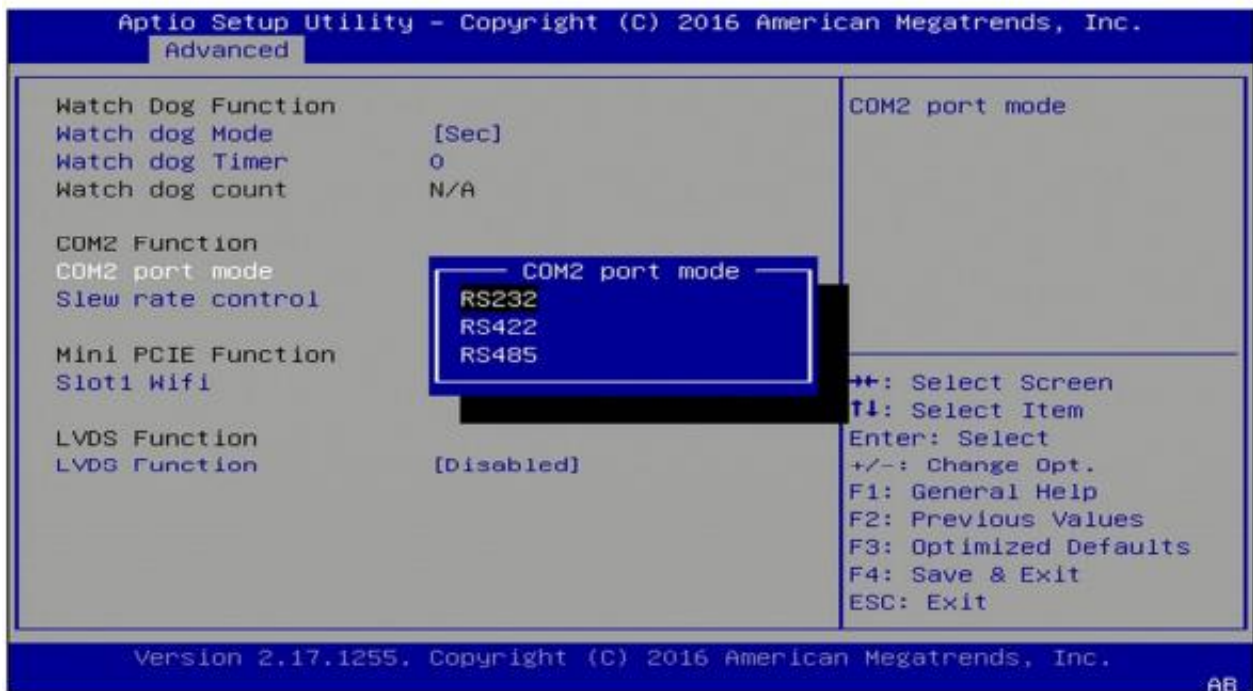 Aptio Setup Utility – Copyright (C) 2016 American Megatrends, Inc.
Advanced
Watch Dog Function
Watch dog Mode [Sec]
Watch dog Timer 0
Watch dog count N/A
COM2 Function
COM2 port mode
Slew rate control
Mini PCIE Function
Slot1 Wifi
LVDS Function
LVDS Function [Disabled]
COM2 port mode
RS232
RS422
RS485
COM2 port mode
→←: Select Screen
↑↓: Select Item
Enter: Select
+/-: Change Opt.
F1: General Help
F2: Previous Values
F3: Optimized Defaults
F4: Save & Exit
ESC: Exit
Version 2.17.1255. Copyright (C) 2016 American Megatrends, Inc.
AB